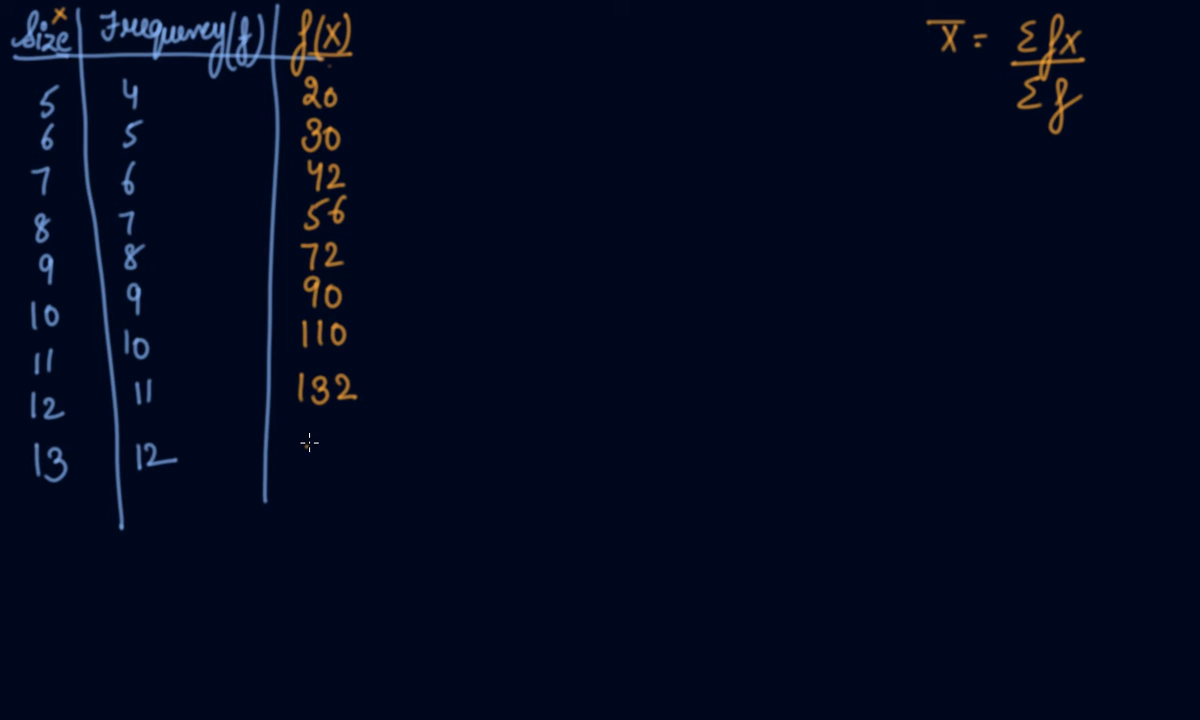 Size x Frequency(f) f(x)
5 4 20
6 5 30
7 6 42
8 7 56
9 8 72
10 9 90
11 10 110
12 11 132
13 12
X̅ = Σfx
Σf